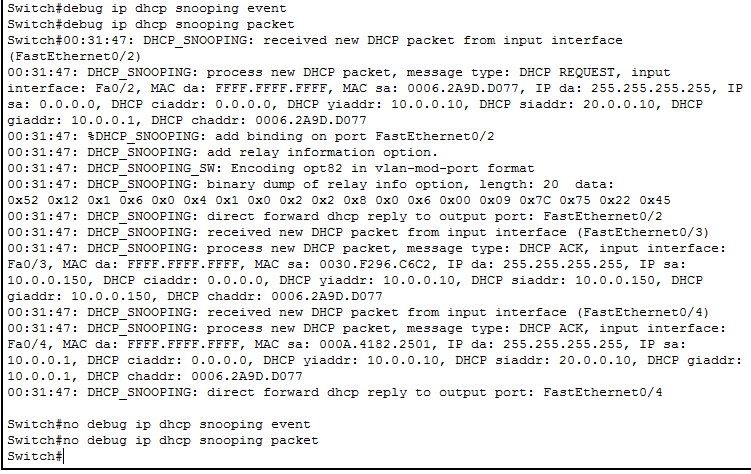 Switch#debug ip dhcp snooping event
Switch#debug ip dhcp snooping packet
Switch#00:31:47: DHCP_SNOOPING: received new DHCP packet from input interface
(FastEthernet0/2)
00:31:47: DHCP_SNOOPING: process new DHCP packet, message type: DHCP REQUEST, input
interface: Fa0/2, MAC da: FFFF.FFFF.FFFF, MAC sa: 0006.2A9D.D077, IP da: 255.255.255.255, IP
sa: 0.0.0.0, DHCP ciaddr: 0.0.0.0, DHCP yiaddr: 10.0.0.10, DHCP siaddr: 20.0.0.10, DHCP
giaddr: 10.0.0.1, DHCP chaddr: 0006.2A9D.D077
00:31:47: %DHCP_SNOOPING: add binding on port FastEthernet0/2
00:31:47: DHCP_SNOOPING: add relay information option.
00:31:47: DHCP_SNOOPING_SW: Encoding opt82 in vlan-mod-port format
00:31:47: DHCP_SNOOPING: binary dump of relay info option, length: 20  data:
0x52 0x12 0x1 0x6 0x0 0x4 0x1 0x0 0x2 0x2 0x8 0x0 0x6 0x00 0x09 0x7C 0x75 0x22 0x45
00:31:47: DHCP_SNOOPING: direct forward dhcp reply to output port: FastEthernet0/2
00:31:47: DHCP_SNOOPING: received new DHCP packet from input interface (FastEthernet0/3)
00:31:47: DHCP_SNOOPING: process new DHCP packet, message type: DHCP ACK, input interface:
Fa0/3, MAC da: FFFF.FFFF.FFFF, MAC sa: 0030.F296.C6C2, IP da: 255.255.255.255, IP sa:
10.0.0.150, DHCP ciaddr: 0.0.0.0, DHCP yiaddr: 10.0.0.10, DHCP siaddr: 10.0.0.150, DHCP
giaddr: 10.0.0.150, DHCP chaddr: 0006.2A9D.D077
00:31:47: DHCP_SNOOPING: received new DHCP packet from input interface (FastEthernet0/4)
00:31:47: DHCP_SNOOPING: process new DHCP packet, message type: DHCP ACK, input interface:
Fa0/4, MAC da: FFFF.FFFF.FFFF, MAC sa: 000A.4182.2501, IP da: 255.255.255.255, IP sa:
10.0.0.1, DHCP ciaddr: 0.0.0.0, DHCP yiaddr: 10.0.0.10, DHCP siaddr: 20.0.0.10, DHCP giaddr:
10.0.0.1, DHCP chaddr: 0006.2A9D.D077
00:31:47: DHCP_SNOOPING: direct forward dhcp reply to output port: FastEthernet0/4
Switch#no debug ip dhcp snooping event
Switch#no debug ip dhcp snooping packet
Switch#